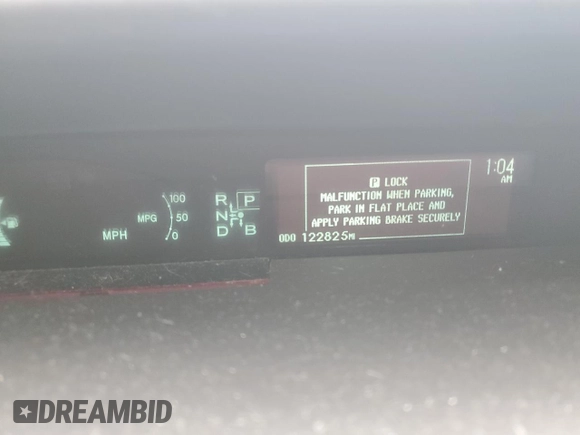 100
MPG 50
MPH 0
R P
N
D B
P LOCK
MALFUNCTION WHEN PARKING,
PARK IN FLAT PLACE AND
APPLY PARKING BRAKE SECURELY
1:04
AM
ODO 122825MI
DREAMBID